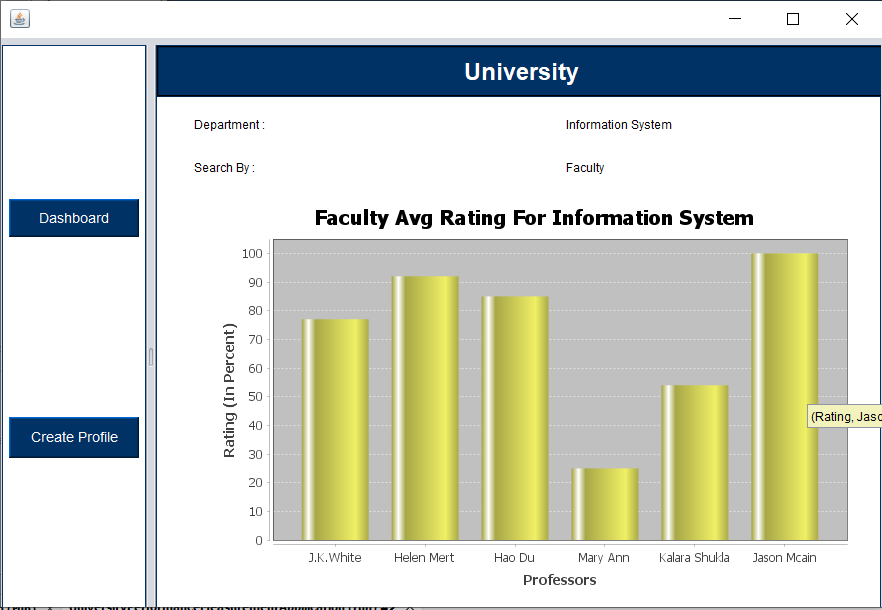 University
Department :
Information System
Search By :
Faculty
Dashboard
Create Profile
Faculty Avg Rating For Information System
Rating (In Percent)
100
90
80
70
60
50
40
30
20
10
0
(Rating, Jaso
J.K.White
Helen Mert
Hao Du
Mary Ann
Kalara Shukla
Jason Mcain
Professors